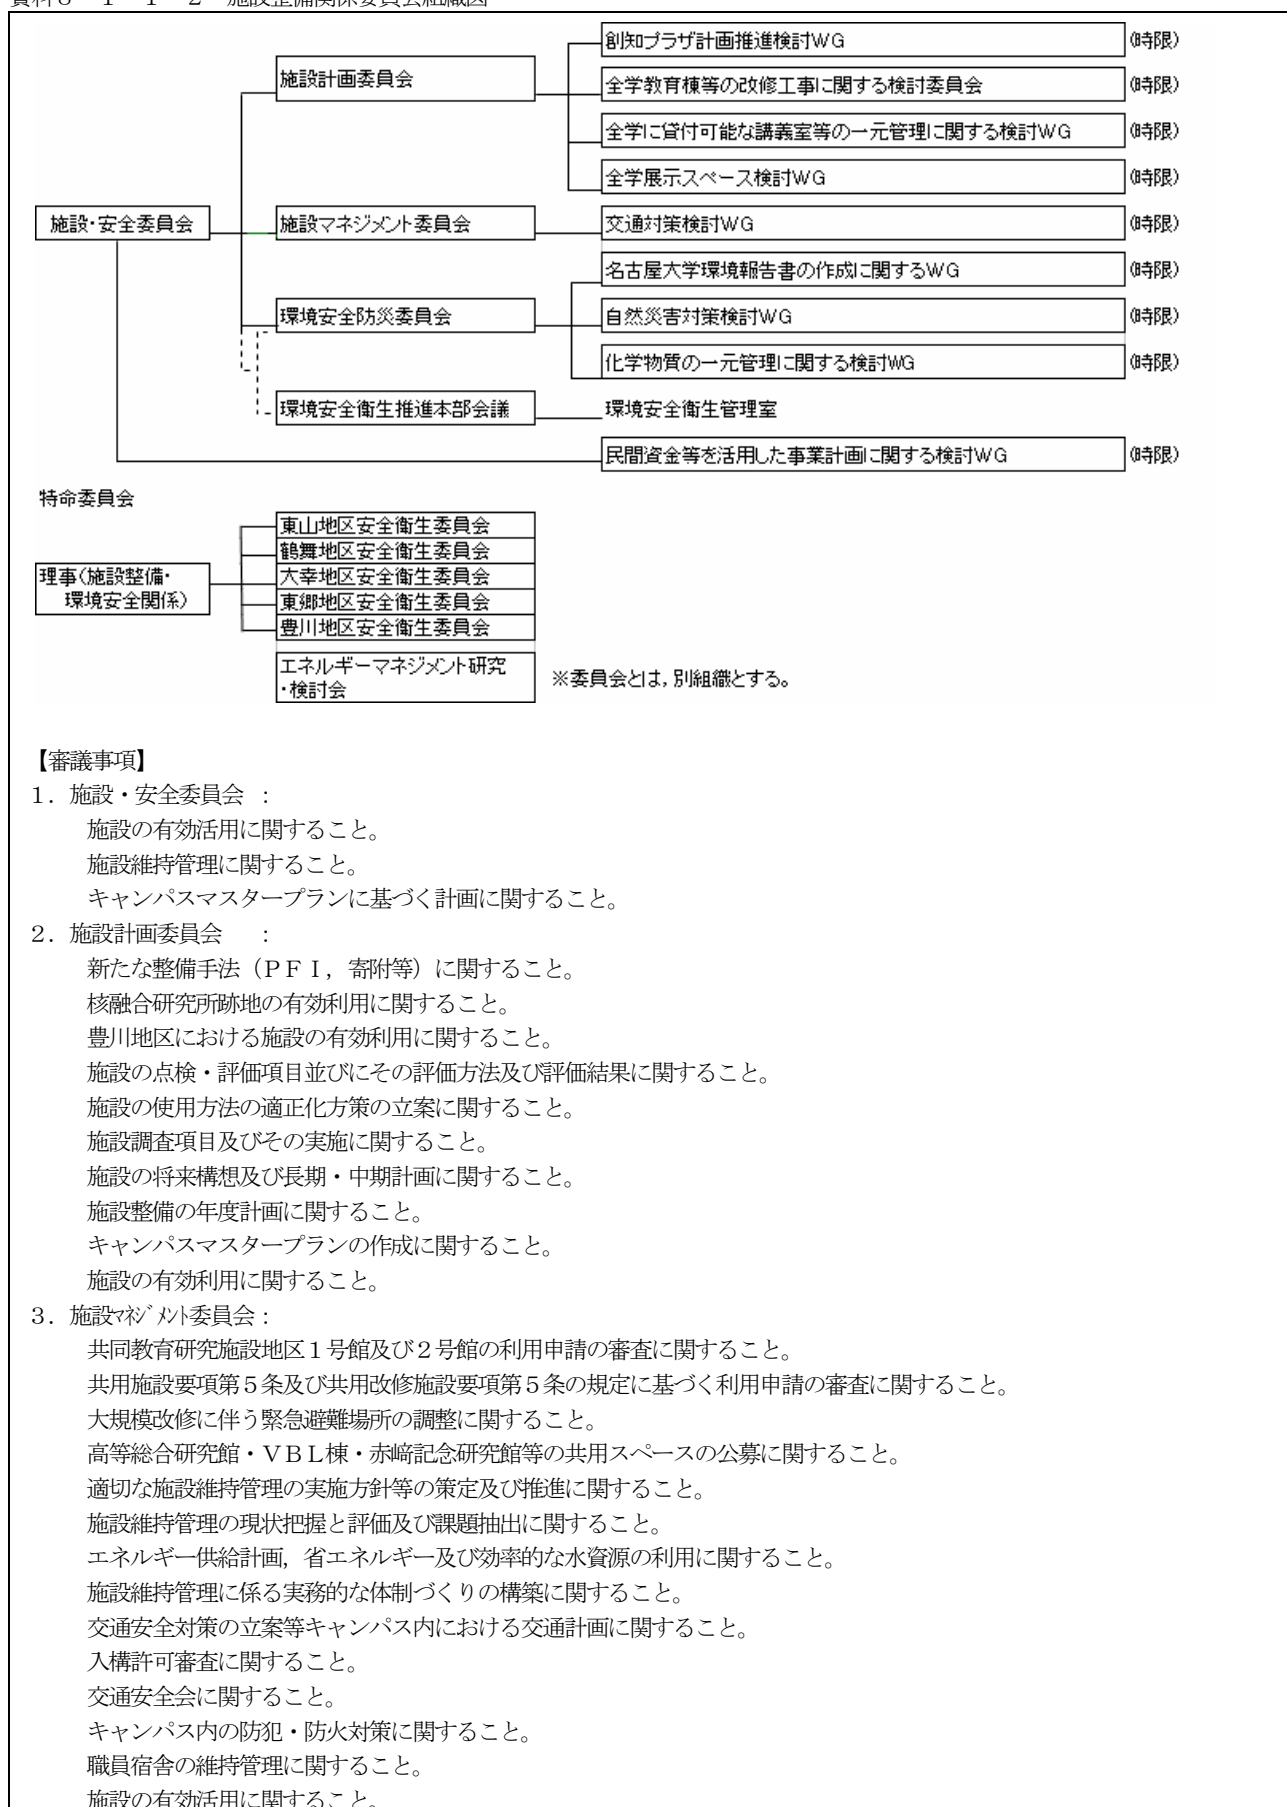 資料８－１－１－２ 施設整備関係委員会組織図
創知プラザ計画推進検討ＷＧ (時限)
施設計画委員会
全学教育棟等の改修工事に関する検討委員会 (時限)
全学に貸付可能な講義室等の一元管理に関する検討ＷＧ (時限)
全学展示スペース検討ＷＧ (時限)
施設・安全委員会 施設マネジメント委員会 交通対策検討ＷＧ (時限)
名古屋大学環境報告書の作成に関するＷＧ (時限)
環境安全防災委員会 自然災害対策検討ＷＧ (時限)
化学物質の一元管理に関する検討WG (時限)
環境安全衛生推進本部会議 環境安全衛生管理室
民間資金等を活用した事業計画に関する検討ＷＧ (時限)
特命委員会
東山地区安全衛生委員会
鶴舞地区安全衛生委員会
理事(施設整備・
環境安全関係)
大幸地区安全衛生委員会
東郷地区安全衛生委員会
豊川地区安全衛生委員会
エネルギーマネジメント研究
・検討会
※委員会とは，別組織とする。
【審議事項】
１．施設・安全委員会 ：
施設の有効活用に関すること。
施設維持管理に関すること。
キャンパスマスタープランに基づく計画に関すること。
２．施設計画委員会 ：
新たな整備手法（ＰＦＩ，寄附等）に関すること。
核融合研究所跡地の有効利用に関すること。
豊川地区における施設の有効利用に関すること。
施設の点検・評価項目並びにその評価方法及び評価結果に関すること。
施設の使用方法の適正化方策の立案に関すること。
施設調査項目及びその実施に関すること。
施設の将来構想及び長期・中期計画に関すること。
施設整備の年度計画に関すること。
キャンパスマスタープランの作成に関すること。
施設の有効利用に関すること。
３．施設ﾏﾈｼﾞﾒﾝﾄ委員会：
共同教育研究施設地区１号館及び２号館の利用申請の審査に関すること。
共用施設要項第５条及び共用改修施設要項第５条の規定に基づく利用申請の審査に関すること。
大規模改修に伴う緊急避難場所の調整に関すること。
高等総合研究館・ＶＢＬ棟・赤﨑記念研究館等の共用スペースの公募に関すること。
適切な施設維持管理の実施方針等の策定及び推進に関すること。
施設維持管理の現状把握と評価及び課題抽出に関すること。
エネルギー供給計画，省エネルギー及び効率的な水資源の利用に関すること。
施設維持管理に係る実務的な体制づくりの構築に関すること。
交通安全対策の立案等キャンパス内における交通計画に関すること。
入構許可審査に関すること。
交通安全会に関すること。
キャンパス内の防犯・防火対策に関すること。
職員宿舎の維持管理に関すること。
施設の有効活用に関すること。